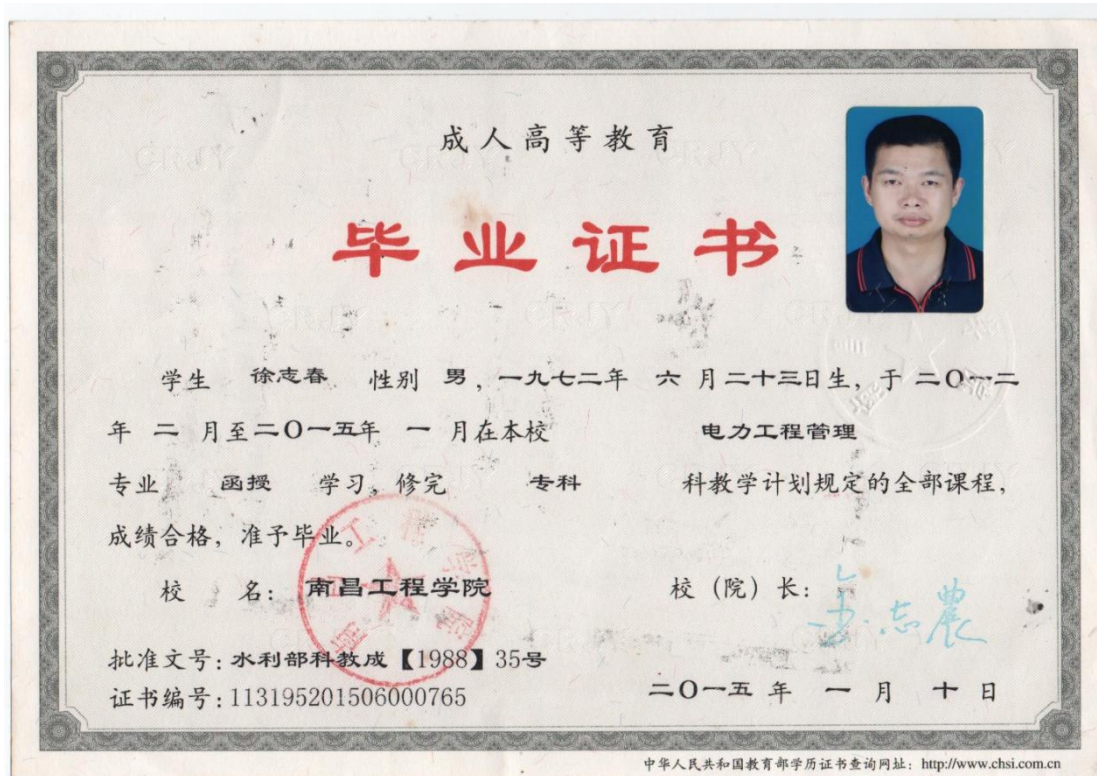 成人高等教育
毕业证书
学生 徐志春 性别 男，一九七二年 六 月二十三日生，于 二〇一二
年 二 月至二〇一五年 一 月在本校 电力工程管理
专业 函授 学习，修完 专科 科教学计划规定的全部课程，
成绩合格，准予毕业。
校 名：南昌工程学院 校（院）长：金志農
批准文号：水利部科教成【1988】35号
证书编号：113195201506000765 二〇一五 年 一 月 十 日
中华人民共和国教育部学历证书查询网址：http://www.chsi.com.cn